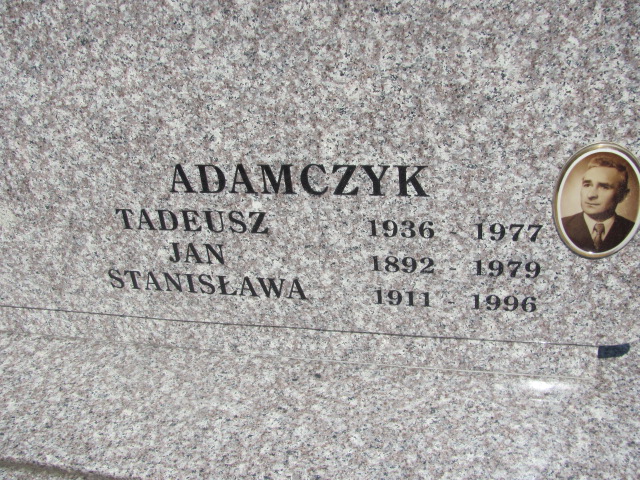 ADAMCZYK
TADEUSZ 1936 - 1977
JAN 1892 - 1979
STANISŁAWA 1911 - 1996